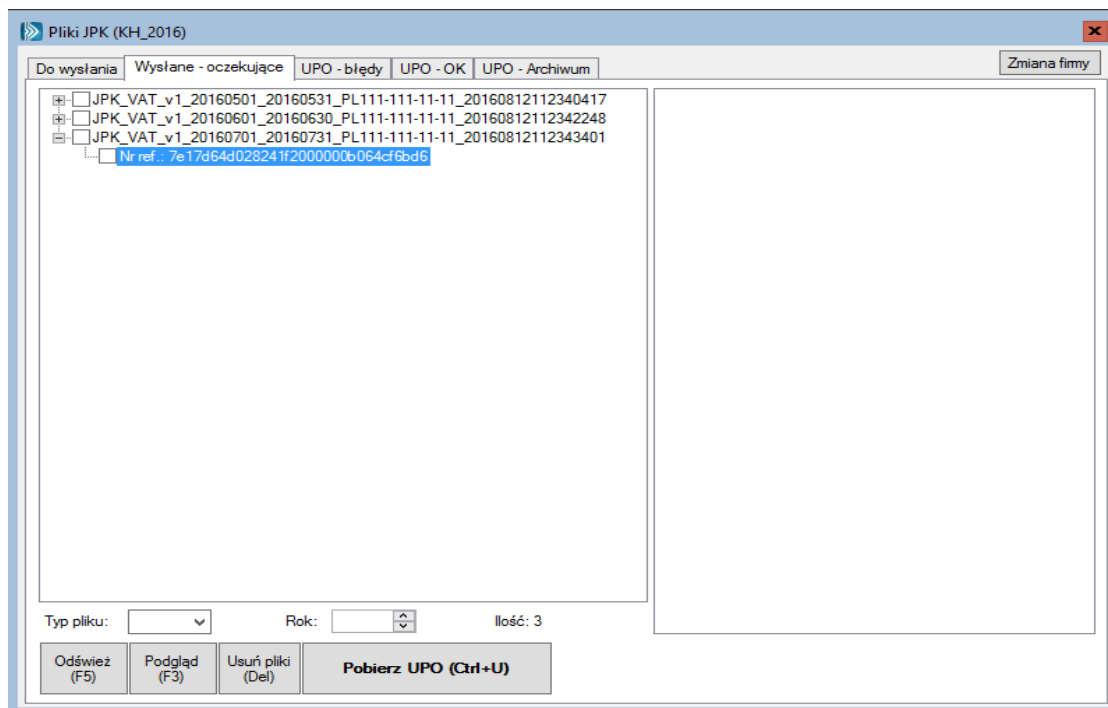 Pliki JPK (KH_2016)
Do wysłania
Wysłane - oczekujące
UPO - błędy
UPO - OK
UPO - Archiwum
Zmiana firmy
JPK_VAT_v1_20160501_20160531_PL111-111-11-11_20160812112340417
JPK_VAT_v1_20160601_20160630_PL111-111-11-11_20160812112342248
JPK_VAT_v1_20160701_20160731_PL111-111-11-11_20160812112343401
Nr ref.: 7e17d64d028241f2000000b064cf6bd6
Typ pliku:
Rok:
Ilość: 3
Odśwież
(F5)
Podgląd
(F3)
Usuń pliki
(Del)
Pobierz UPO (Ctrl+U)